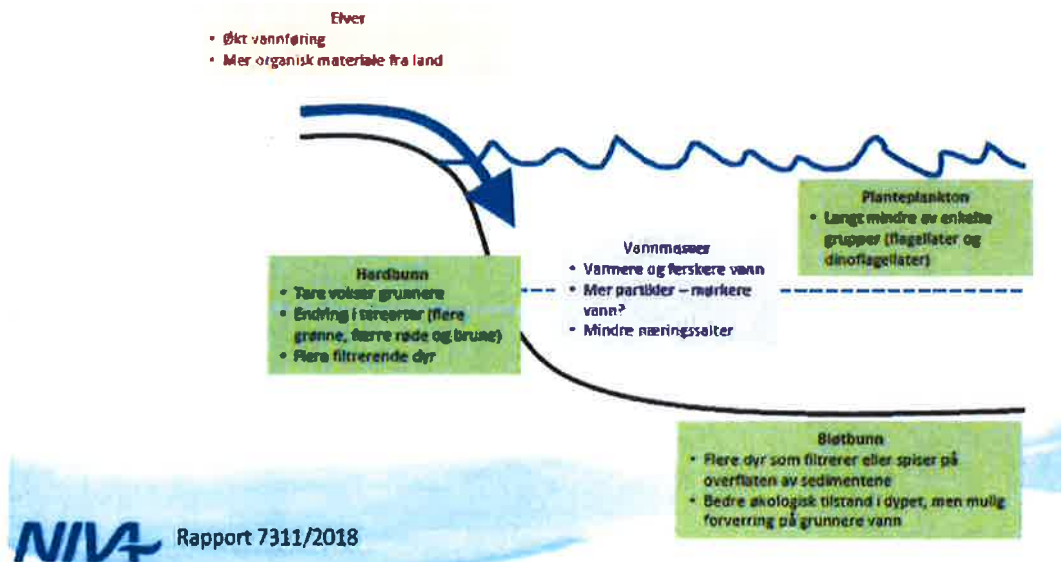 Elver
• Økt vannføring
• Mer organisk materiale fra land
Planteplankton
• Langt mindre av enkelte
grupper (flagellater og
dinoflagellater)
Vannmasser
• Varmere og ferskere vann
• Mer partikler – mørkere
vann?
• Mindre næringssalter
Hardbunn
• Tare vokser grunnere
• Endring i tarearter (flere
grønne, færre røde og brune)
• Flere filtrerende dyr
Bløtbunn
• Flere dyr som filtrerer eller spiser på
overflaten av sedimentene
• Bedre økologisk tilstand i dypet, men mulig
forverring på grunnere vann
NIVA
Rapport 7311/2018